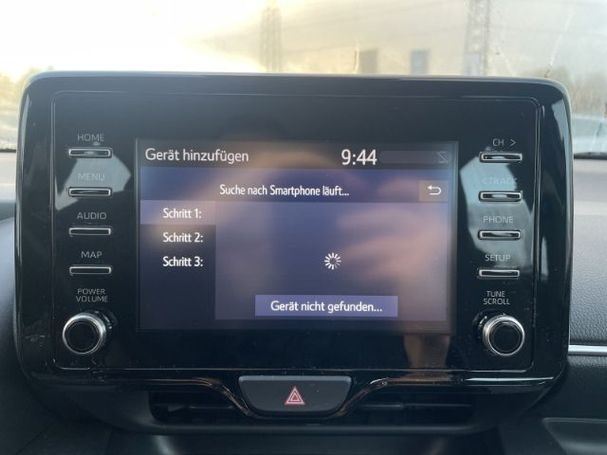 HOME
MENU
AUDIO
MAP
POWER
VOLUME
Gerät hinzufügen
9:44
Suche nach Smartphone läuft...
Schritt 1:
Schritt 2:
Schritt 3:
Gerät nicht gefunden...
CH >
TRACK
PHONE
SETUP
TUNE
SCROLL